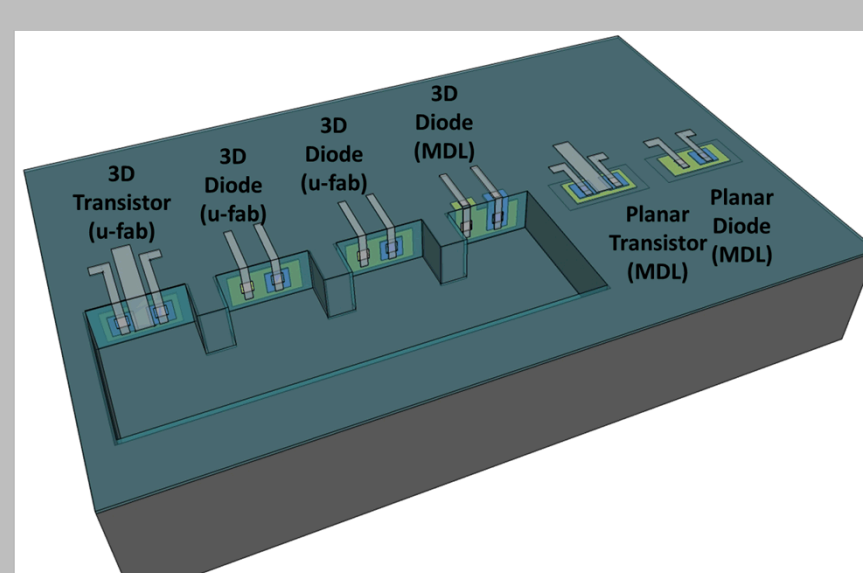 3D
Transistor
(u-fab)
3D
Diode
(u-fab)
3D
Diode
(u-fab)
3D
Diode
(MDL)
Planar
Transistor
(MDL)
Planar
Diode
(MDL)